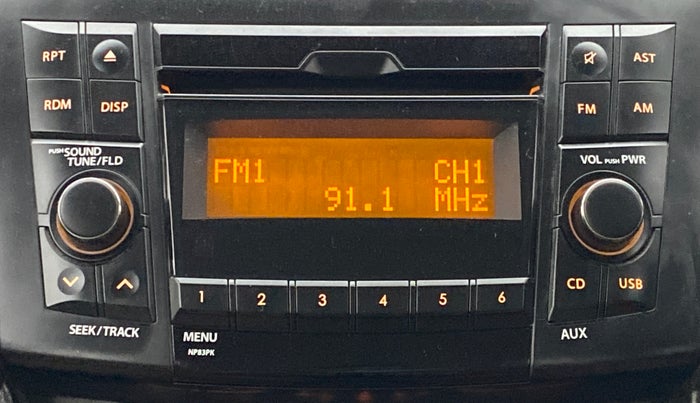 RPT
AST
RDM
DISP
FM
AM
PUSH SOUND
TUNE/FLD
VOL PUSH PWR
FM1 CH1
91.1 MHz
CD
USB
1 2 3 4 5 6
SEEK/TRACK
MENU
AUX
NP83PK